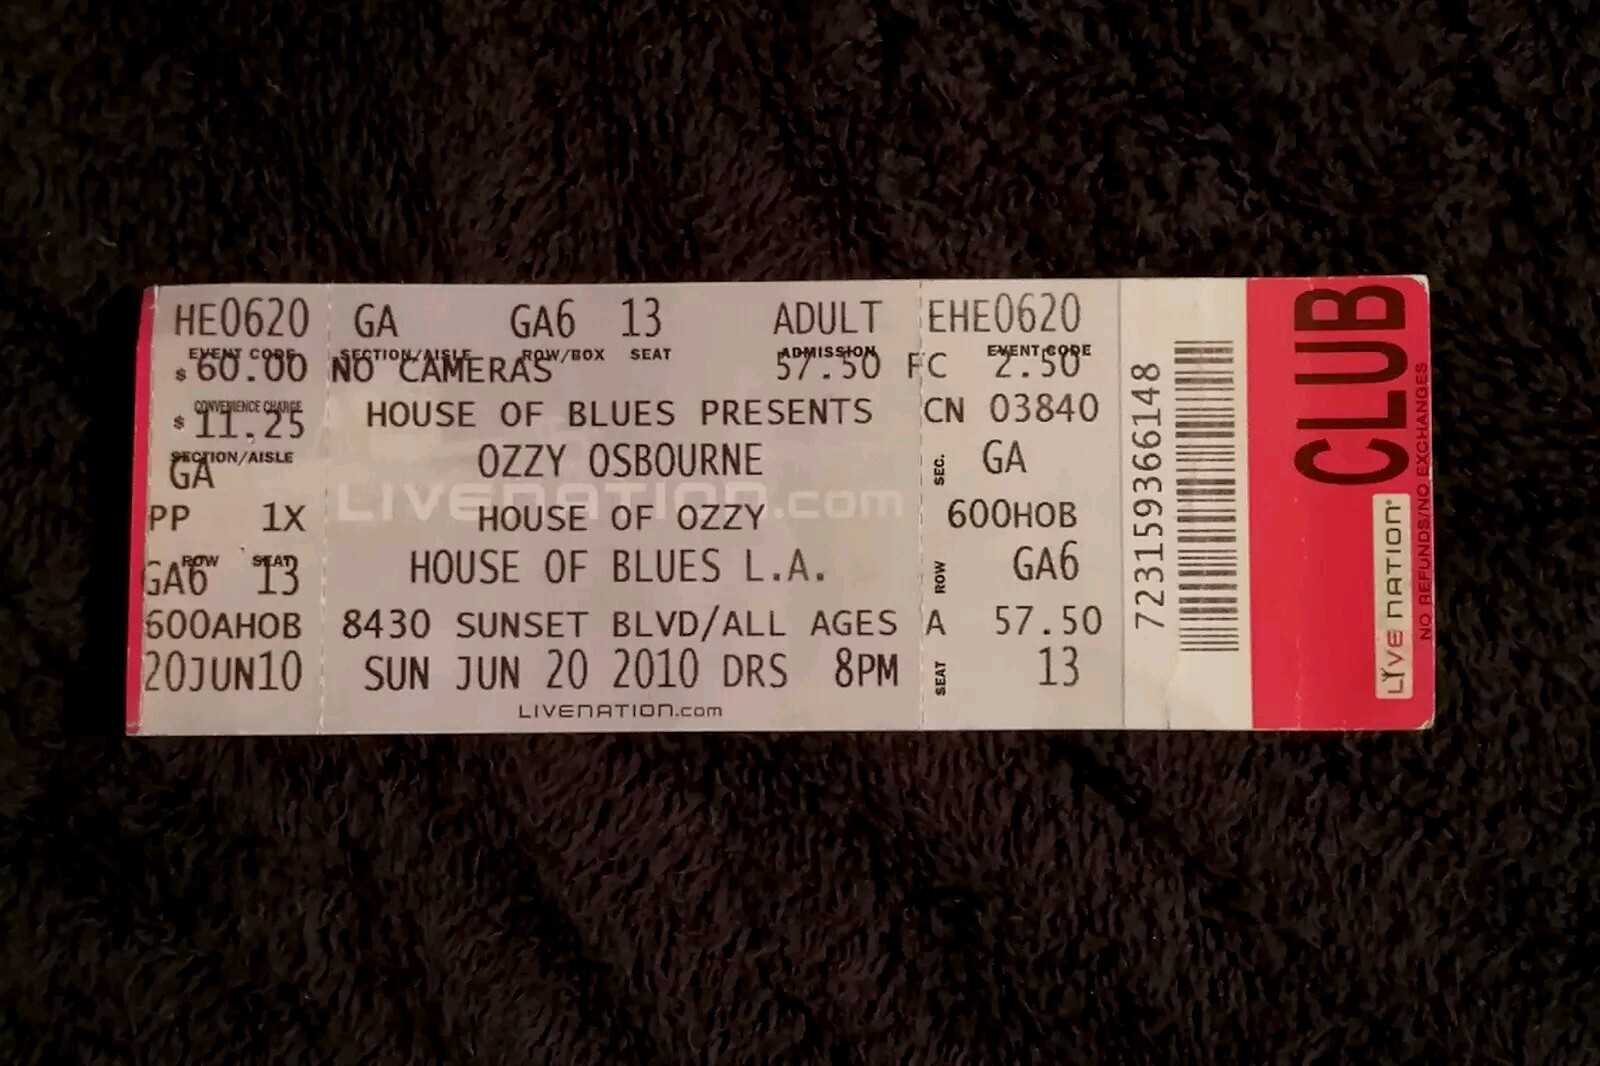 HE0620 GA GA6 13 ADULT EHE0620
EVENT CODE SECTION/AISLE ROW/BOX SEAT ADMISSION EVENT CODE
$ 60.00 NO CAMERAS 57.50 FC 2.50
CONVENIENCE CHARGE
$ 11.25 HOUSE OF BLUES PRESENTS CN 03840
SECTION/AISLE
GA OZZY OSBOURNE SEC. GA
LIVENATION.com
PP 1X HOUSE OF OZZY 600HOB
ROW SEAT
GA6 13 HOUSE OF BLUES L.A. ROW GA6
600AHOB 8430 SUNSET BLVD/ALL AGES A 57.50
20JUN10 SUN JUN 20 2010 DRS 8PM SEAT 13
LIVENATION.com
723159366148
CLUB
LIVE NATION®
NO REFUNDS/NO EXCHANGES